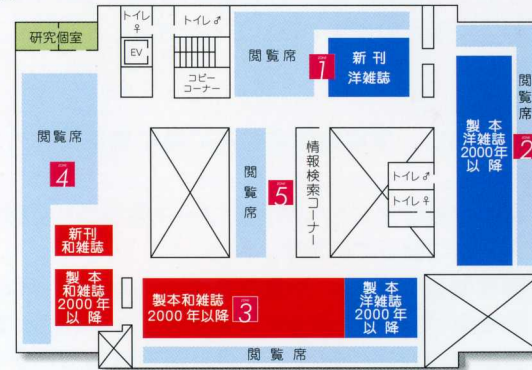 研究個室
トイレ
♀
トイレ♂
EV
コピー
コーナー
閲覧席
1
新刊
洋雑誌
閲覧席
4
閲覧席
5
情報検索コーナー
トイレ♂
トイレ♀
製本
洋雑誌
2000年
以降
閲覧席
2
新刊
和雑誌
製本
和雑誌
2000年
以降
製本和雑誌
2000年以降
3
製本
洋雑誌
2000年
以降
閲覧席